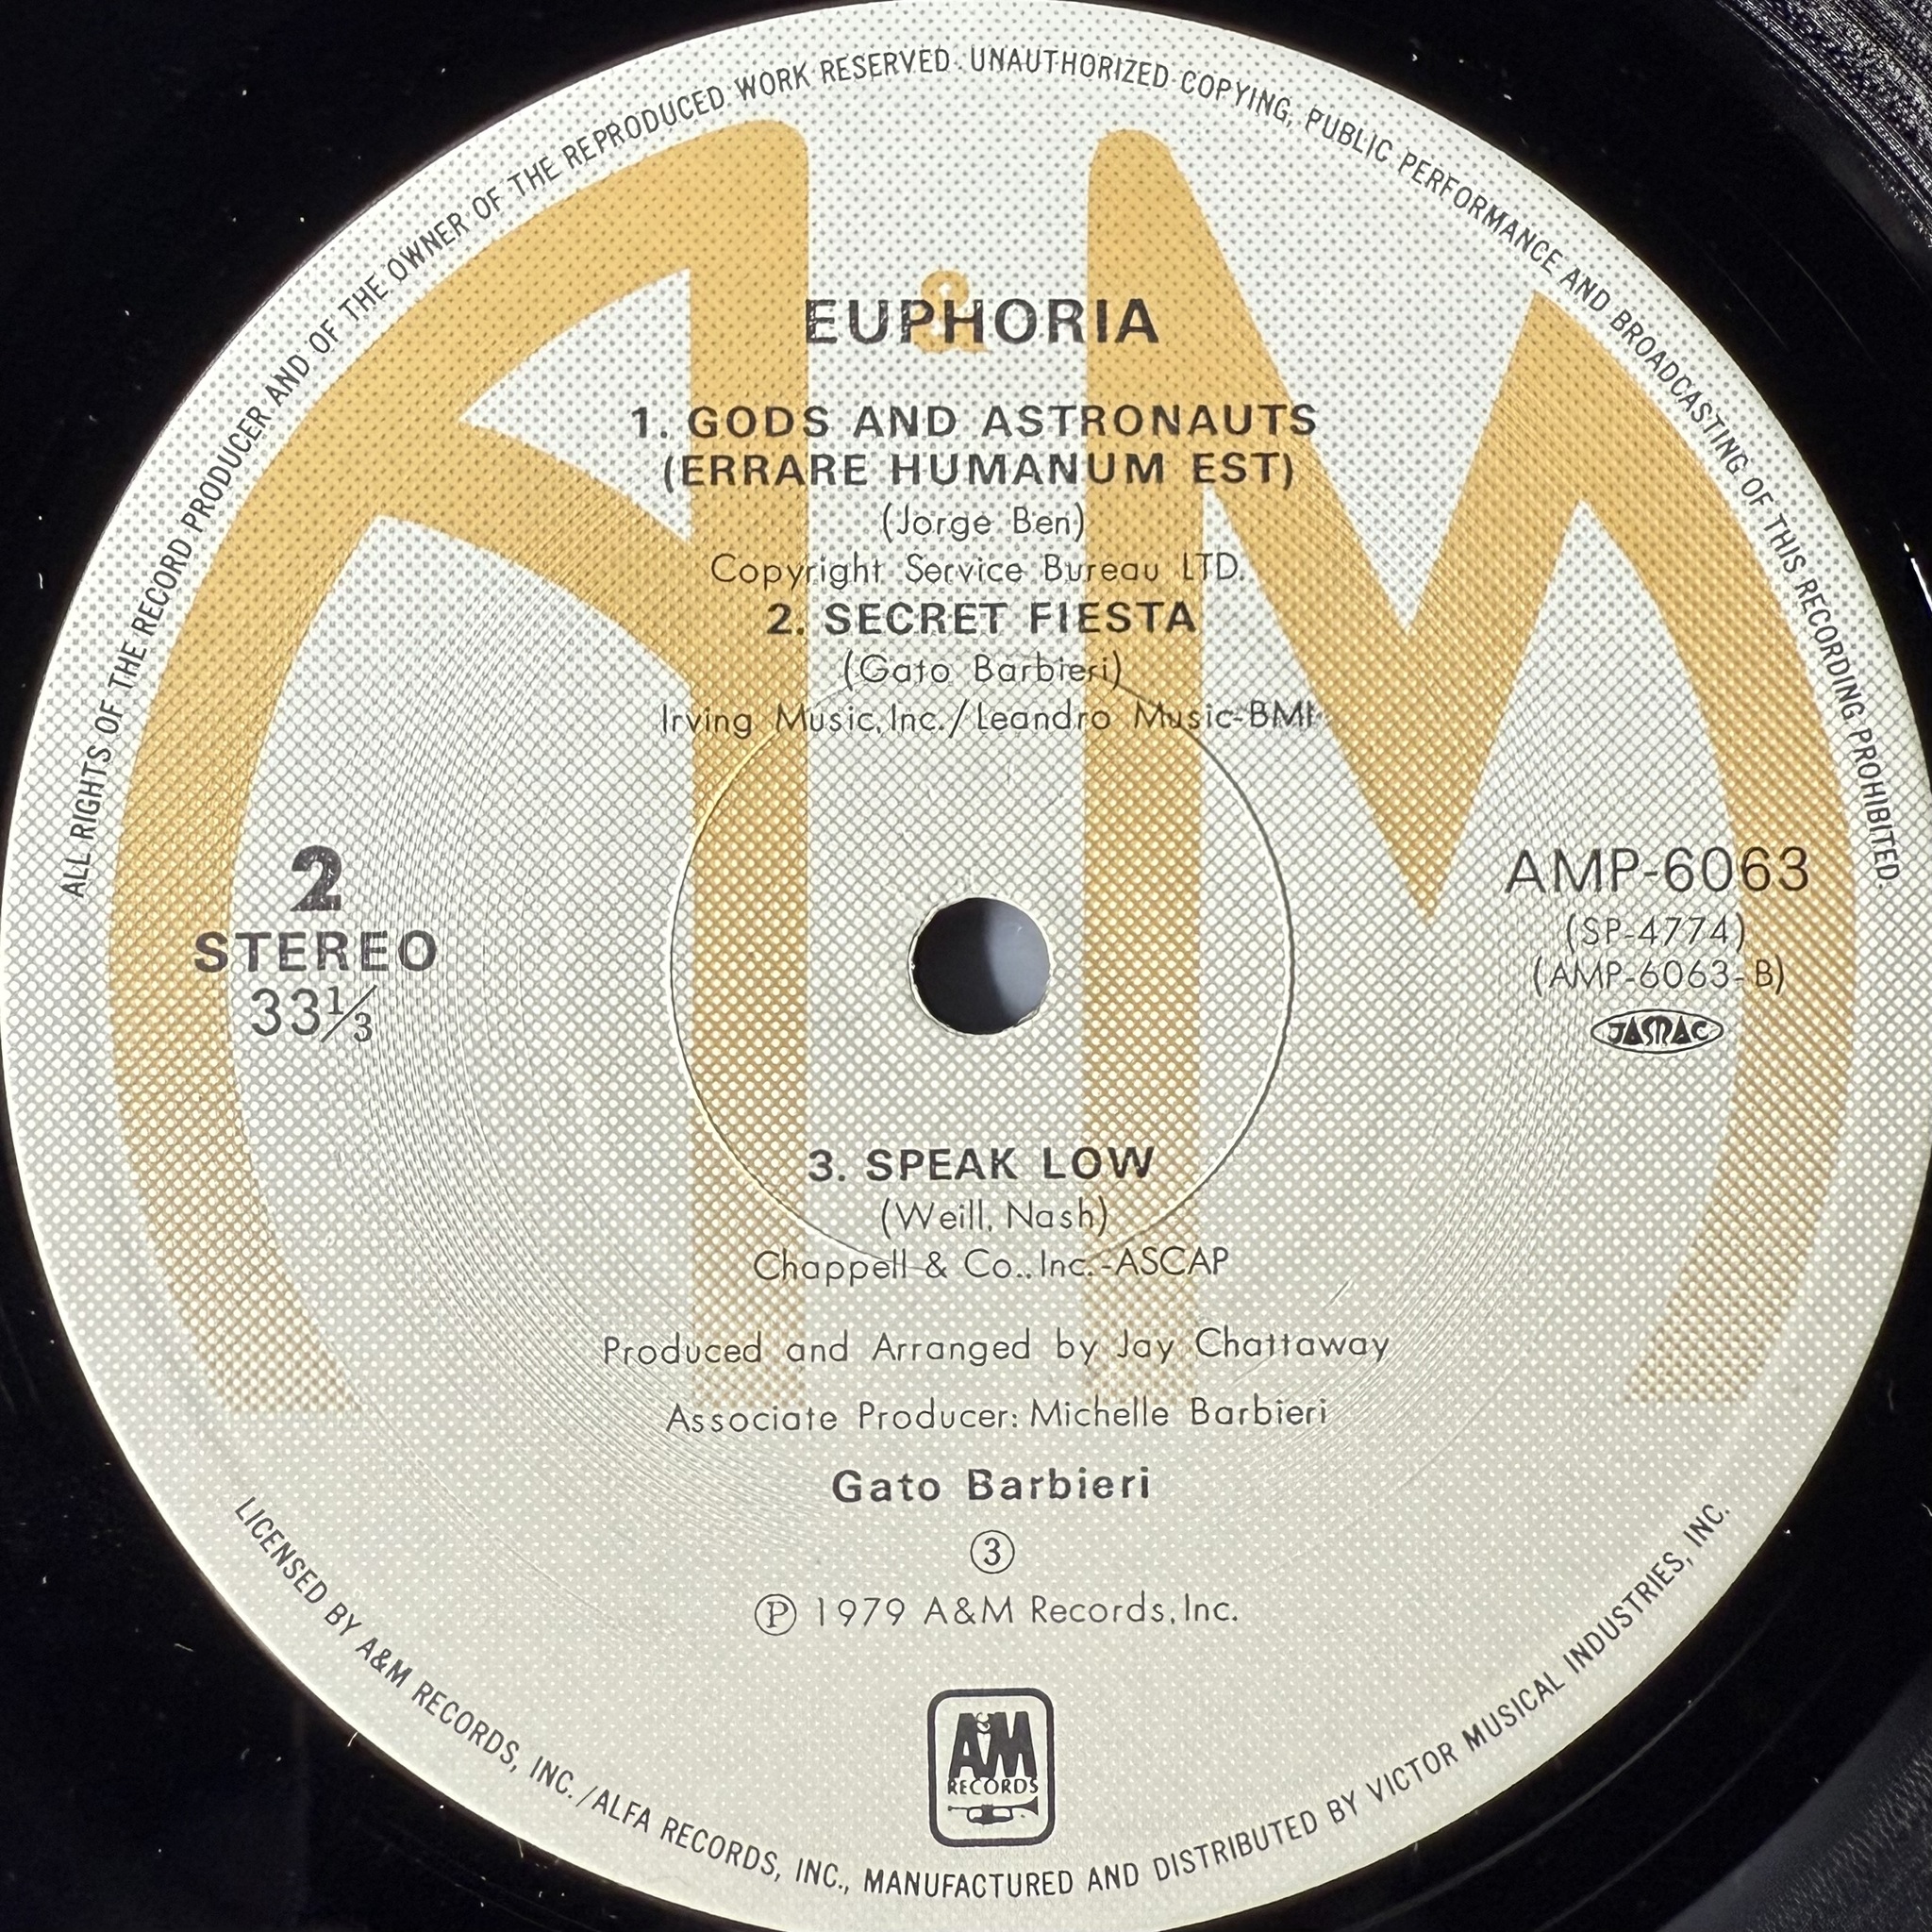 ALL RIGHTS OF THE RECORD PRODUCER AND OF THE OWNER OF THE REPRODUCED WORK RESERVED. UNAUTHORIZED COPYING, PUBLIC PERFORMANCE AND BROADCASTING OF THIS RECORDING PROHIBITED.
A&M
EUPHORIA
1. GODS AND ASTRONAUTS
(ERRARE HUMANUM EST)
(Jorge Ben)
Copyright Service Bureau LTD.
2. SECRET FIESTA
(Gato Barbieri)
Irving Music, Inc./Leandro Music-BMI
2
STEREO
33⅓
AMP-6063
(SP-4774)
(AMP-6063-B)
JASRAC
3. SPEAK LOW
(Weill, Nash)
Chappell & Co., Inc.-ASCAP
Produced and Arranged by Jay Chattaway
Associate Producer: Michelle Barbieri
Gato Barbieri
③
℗ 1979 A&M Records, Inc.
A&M
RECORDS
LICENSED BY A&M RECORDS, INC./ALFA RECORDS, INC., MANUFACTURED AND DISTRIBUTED BY VICTOR MUSICAL INDUSTRIES, INC.